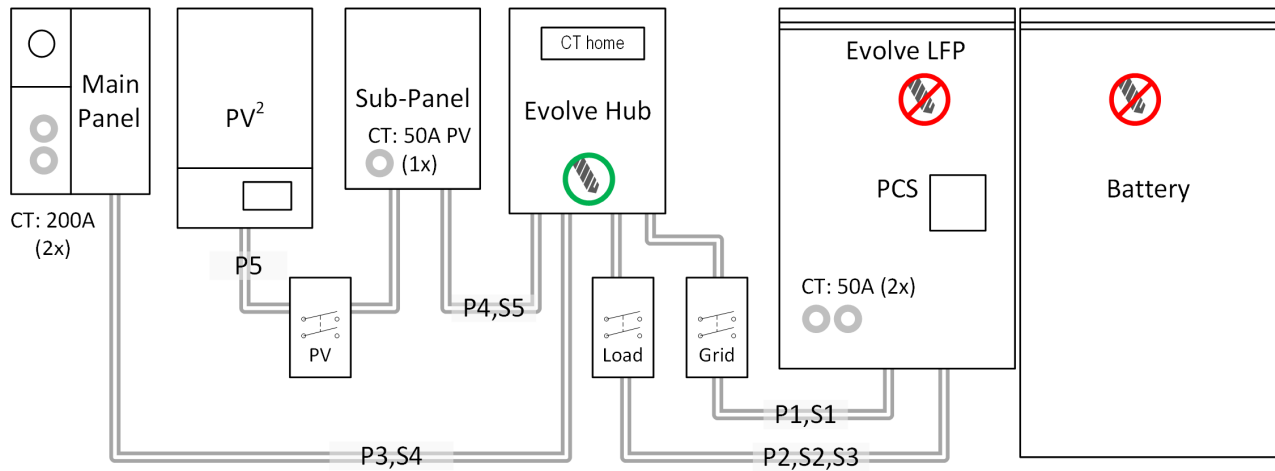 Main
Panel
CT: 200A
(2x)
PV²
P5
PV
Sub-Panel
CT: 50A PV
(1x)
P4,S5
P3,S4
CT home
Evolve Hub
Load
Grid
P1,S1
P2,S2,S3
Evolve LFP
PCS
CT: 50A (2x)
Battery